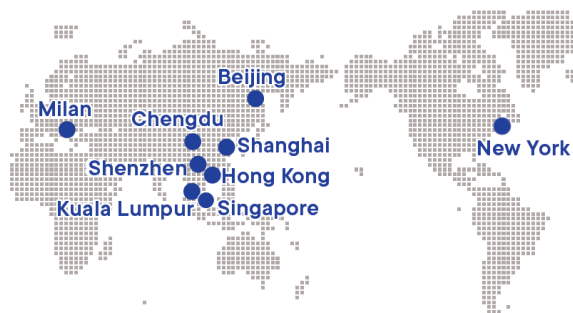 Beijing
Milan
Chengdu
Shanghai
New York
Shenzhen
Hong Kong
Kuala Lumpur
Singapore